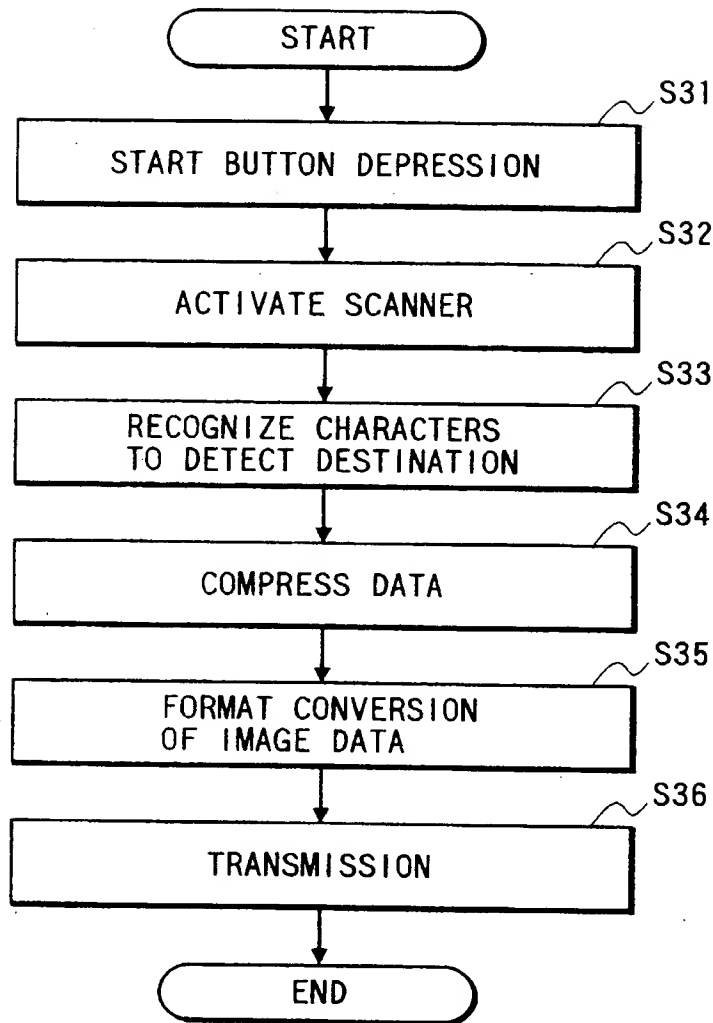 START
S31
START BUTTON DEPRESSION
S32
ACTIVATE SCANNER
S33
RECOGNIZE CHARACTERS
TO DETECT DESTINATION
S34
COMPRESS DATA
S35
FORMAT CONVERSION
OF IMAGE DATA
S36
TRANSMISSION
END